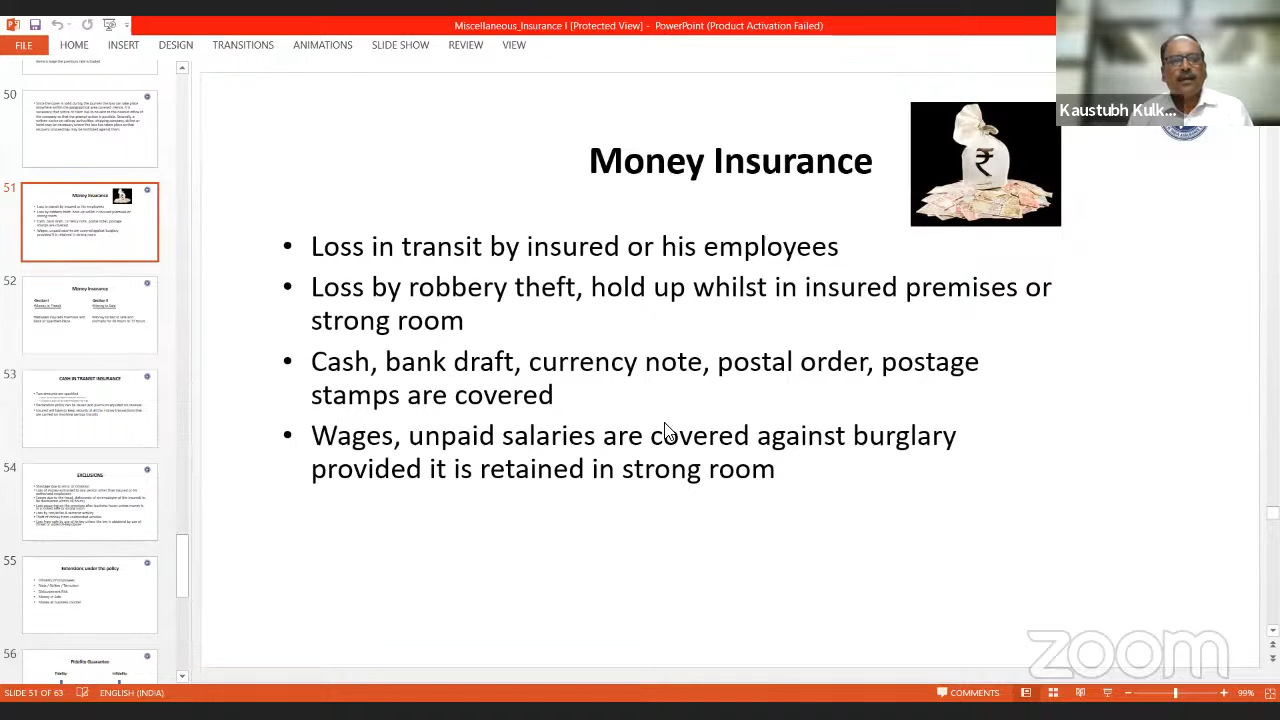 Miscellaneous_Insurance I [Protected View] - PowerPoint (Product Activation Failed)
FILE HOME INSERT DESIGN TRANSITIONS ANIMATIONS SLIDE SHOW REVIEW VIEW
Kaustubh Kulk...
50
51
Money Insurance
52
Money Insurance
53
CASH IN TRANSIT INSURANCE
54
EXCLUSIONS
55
Extensions under the policy
56
Fidelity Guarantee
Money Insurance
₹
• Loss in transit by insured or his employees
• Loss by robbery theft, hold up whilst in insured premises or
strong room
• Cash, bank draft, currency note, postal order, postage
stamps are covered
• Wages, unpaid salaries are covered against burglary
provided it is retained in strong room
zoom
SLIDE 51 OF 63 ENGLISH (INDIA) COMMENTS 99%